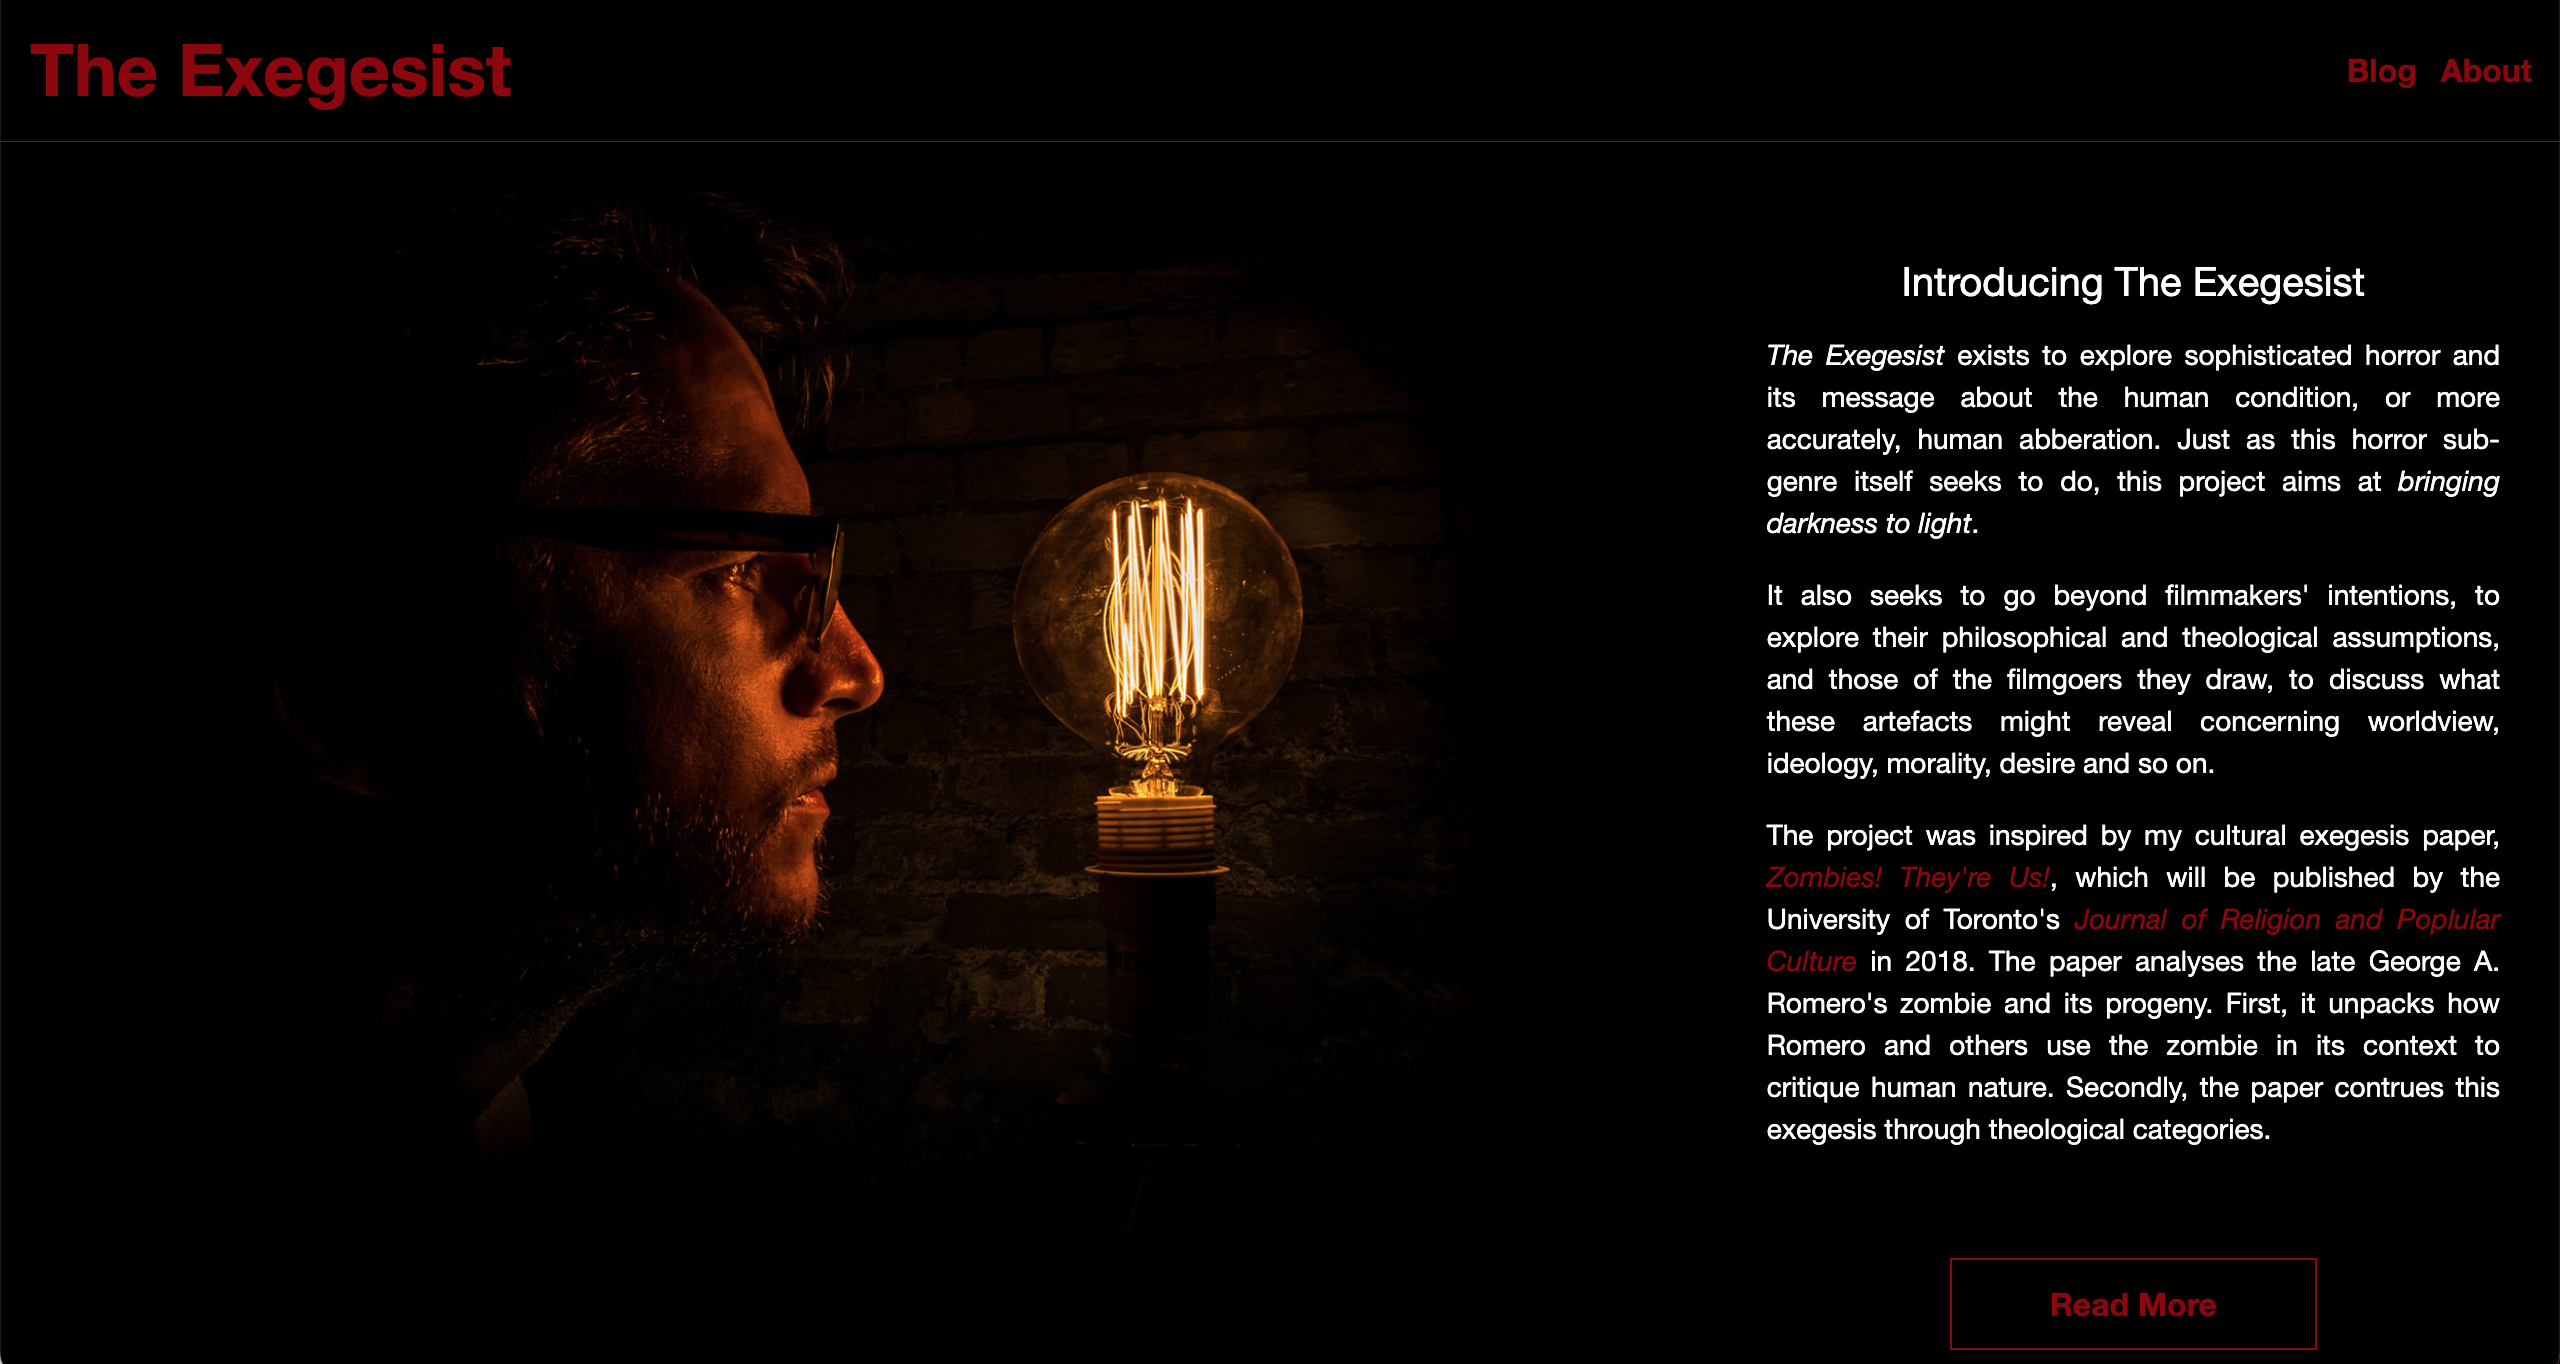 The Exegesist
Blog About
Introducing The Exegesist
The Exegesist exists to explore sophisticated horror and
its message about the human condition, or more
accurately, human abberation. Just as this horror sub-
genre itself seeks to do, this project aims at bringing
darkness to light.
It also seeks to go beyond filmmakers' intentions, to
explore their philosophical and theological assumptions,
and those of the filmgoers they draw, to discuss what
these artefacts might reveal concerning worldview,
ideology, morality, desire and so on.
The project was inspired by my cultural exegesis paper,
Zombies! They're Us!, which will be published by the
University of Toronto's Journal of Religion and Poplular
Culture in 2018. The paper analyses the late George A.
Romero's zombie and its progeny. First, it unpacks how
Romero and others use the zombie in its context to
critique human nature. Secondly, the paper contrues this
exegesis through theological categories.
Read More